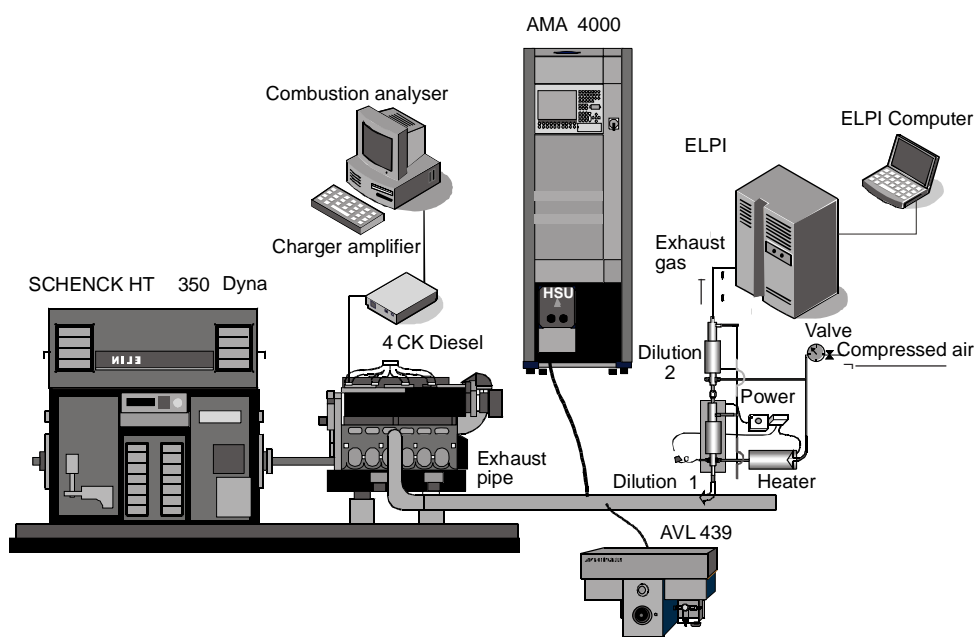 AMA 4000
Combustion analyser
ELPI Computer
ELPI
Charger amplifier
Exhaust
gas
SCHENCK HT 350 Dyna
HSU
4 CK Diesel
Valve
Compressed air
Dilution
2
ELIN
Power
Exhaust
pipe
Dilution 1
Heater
AVL 439